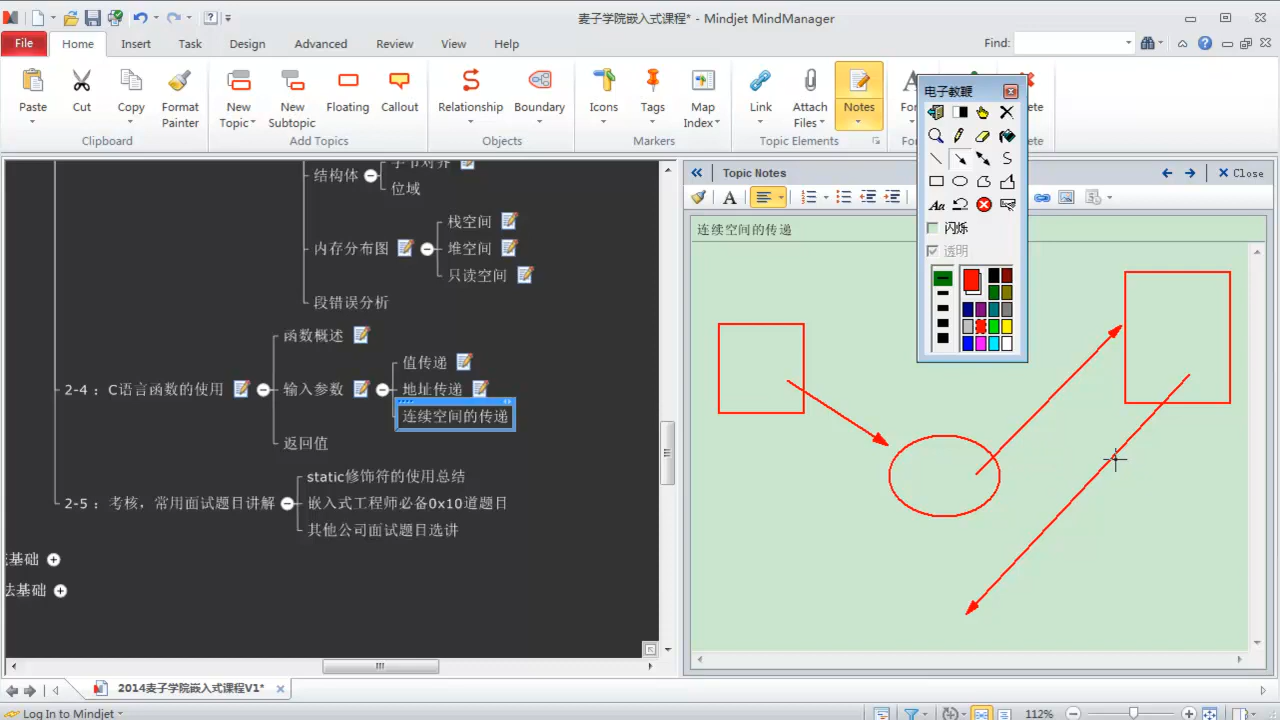 麦子学院嵌入式课程* - Mindjet MindManager
File Home Insert Task Design Advanced Review View Help Find:
Paste Cut Copy Format Painter New Topic New Subtopic Floating Callout Relationship Boundary Icons Tags Map Index Link Attach Files Notes
Clipboard Add Topics Objects Markers Topic Elements
电子教鞭
闪烁
透明
Topic Notes
Close
连续空间的传递
字节对齐
结构体
位域
栈空间
内存分布图
堆空间
只读空间
段错误分析
函数概述
值传递
2-4 ：C语言函数的使用
输入参数
地址传递
连续空间的传递
返回值
static修饰符的使用总结
2-5 ：考核，常用面试题目讲解
嵌入式工程师必备0x10道题目
其他公司面试题目选讲
基础
法基础
2014麦子学院嵌入式课程V1*
Log In to Mindjet
112%